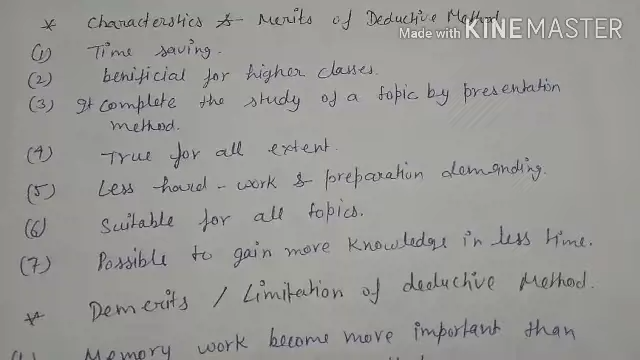 * Characterstics & Merits of Deductive Method
Made with KINEMASTER
(1) Time saving.
(2) benificial for higher classes.
(3) It complete the study of a topic by presentation
method.
(4) True for all extent.
(5) Less hard-work & preparation demanding.
(6) Suitable for all topics.
(7) Possible to gain more knowledge in less time.
* Demerits / Limitation of deductive Method.
Memory work become more important than